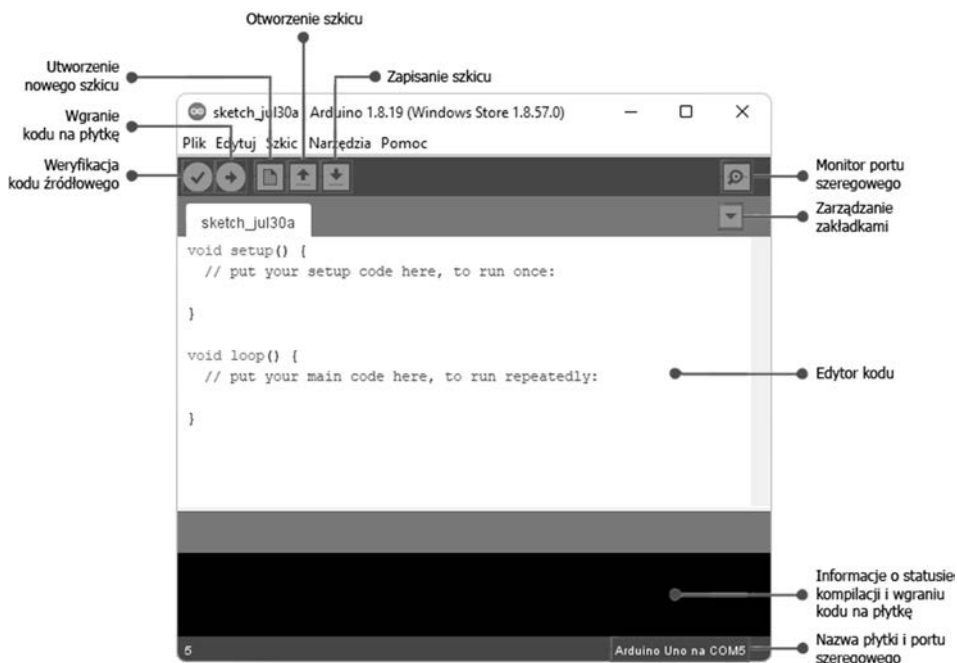 Otworzenie szkicu
Utworzenie
nowego szkicu
Zapisanie szkicu
Wgranie
kodu na płytkę
Weryfikacja
kodu źródłowego
sketch_jul30a | Arduino 1.8.19 (Windows Store 1.8.57.0)
Plik Edytuj Szkic Narzędzia Pomoc
Monitor portu
szeregowego
Zarządzanie
zakładkami
sketch_jul30a
void setup() {
// put your setup code here, to run once:
}
void loop() {
// put your main code here, to run repeatedly:
}
Edytor kodu
Informacje o statusie
kompilacji i wgraniu
kodu na płytkę
5
Arduino Uno na COM5
Nazwa płytki i portu
szeregowego